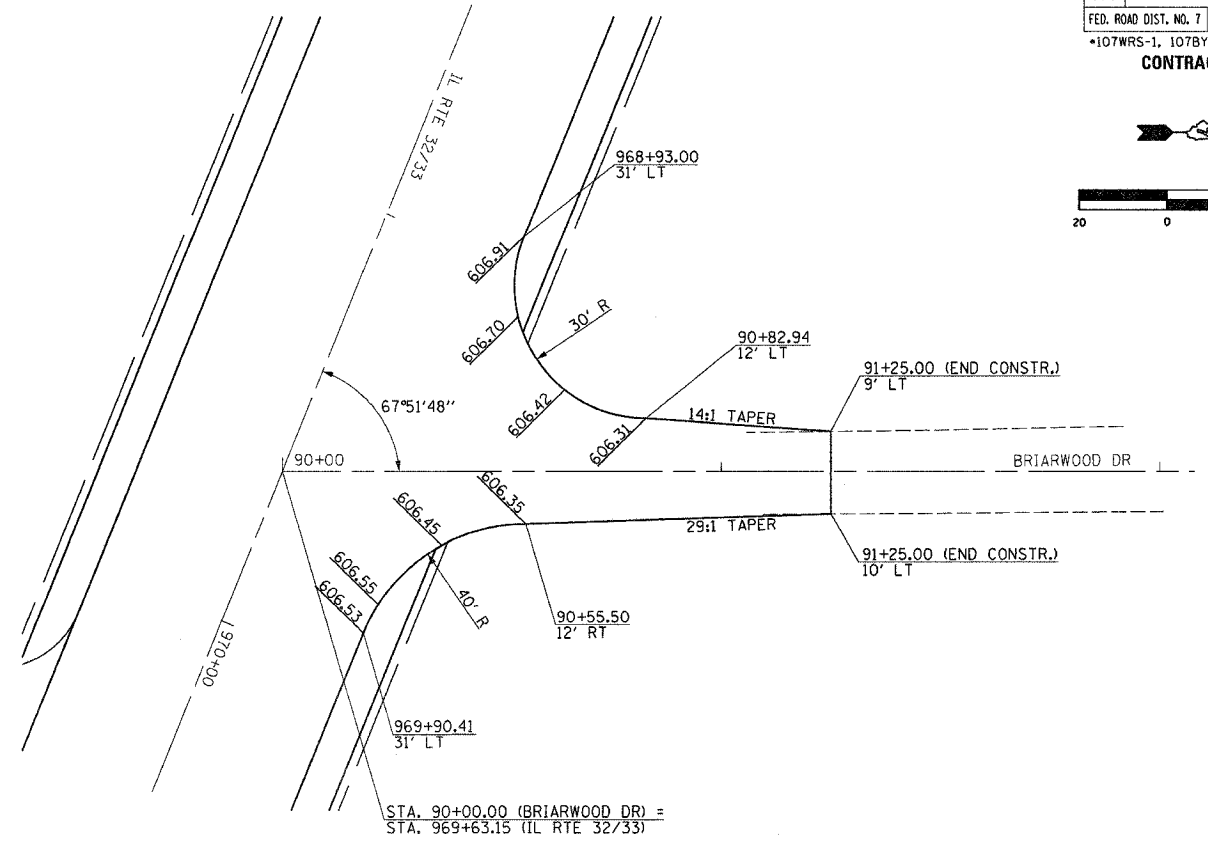 FED. ROAD DIST. NO. 7
*107WRS-1, 107BY
CONTRA
20
0
IL RTE 32/33
968+93.00
31' LT
606.91
606.70
30' R
606.42
606.31
90+82.94
12' LT
91+25.00 (END CONSTR.)
9' LT
14:1 TAPER
67°51'48"
90+00
BRIARWOOD DR
606.35
606.45
606.55
606.53
29:1 TAPER
40' R
90+55.50
12' RT
91+25.00 (END CONSTR.)
10' LT
970+00
969+90.41
31' LT
STA. 90+00.00 (BRIARWOOD DR) =
STA. 969+63.15 (IL RTE 32/33)